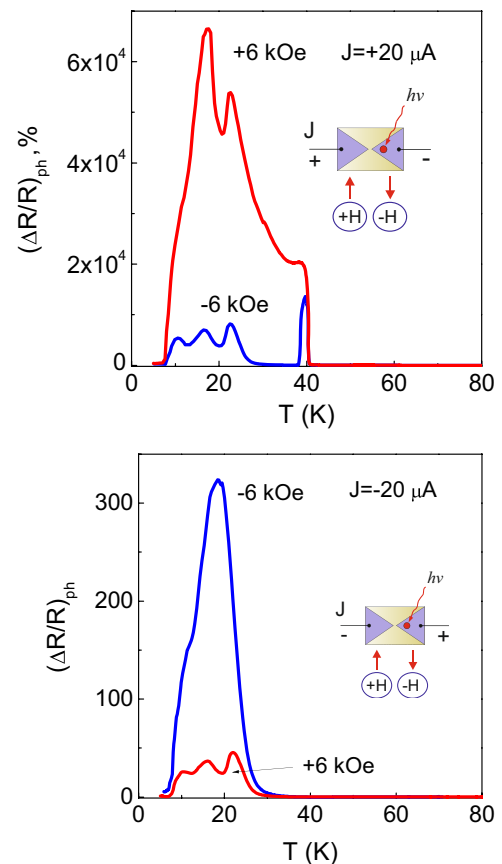 +6 kOe J=+20 μA
6x10⁴
hν
J
+ -
+H -H
4x10⁴
(ΔR/R)ph, %
2x10⁴
-6 kOe
0
0 20 40 60 80
T (K)
300
-6 kOe J=-20 μA
hν
200
J
- +
+H -H
(ΔR/R)ph
100
+6 kOe
0
0 20 40 60 80
T (K)